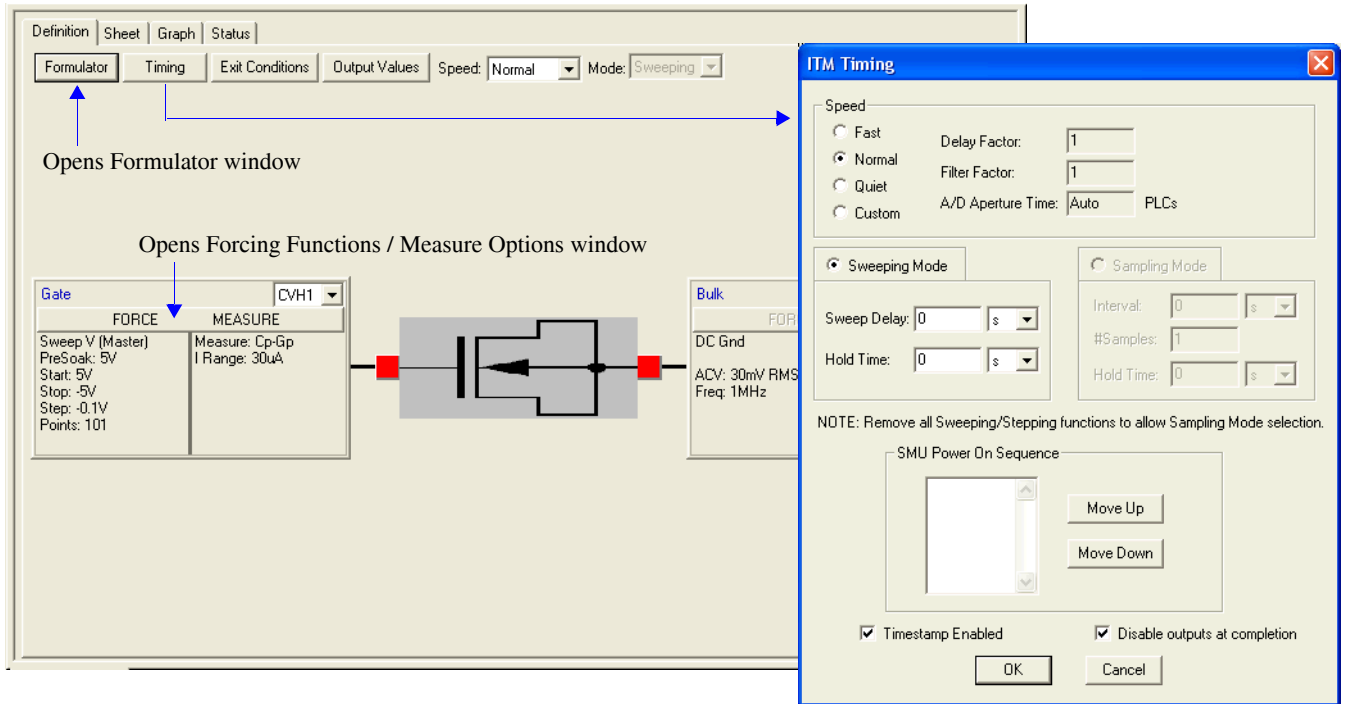 Definition Sheet Graph Status
Formulator Timing Exit Conditions Output Values Speed: Normal Mode: Sweeping
Opens Formulator window
Opens Forcing Functions / Measure Options window
Gate CVH1
FORCE MEASURE
Sweep V (Master)
PreSoak: 5V
Start: 5V
Stop: -5V
Step: -0.1V
Points: 101
Measure: Cp-Gp
I Range: 30uA
Bulk
FOR
DC Gnd
ACV: 30mV RMS
Freq: 1MHz
ITM Timing
Speed
Fast
Normal
Quiet
Custom
Delay Factor: 1
Filter Factor: 1
A/D Aperture Time: Auto PLCs
Sweeping Mode
Sweep Delay: 0 s
Hold Time: 0 s
Sampling Mode
Interval: 0 s
#Samples: 1
Hold Time: 0 s
NOTE: Remove all Sweeping/Stepping functions to allow Sampling Mode selection.
SMU Power On Sequence
Move Up
Move Down
Timestamp Enabled Disable outputs at completion
OK Cancel